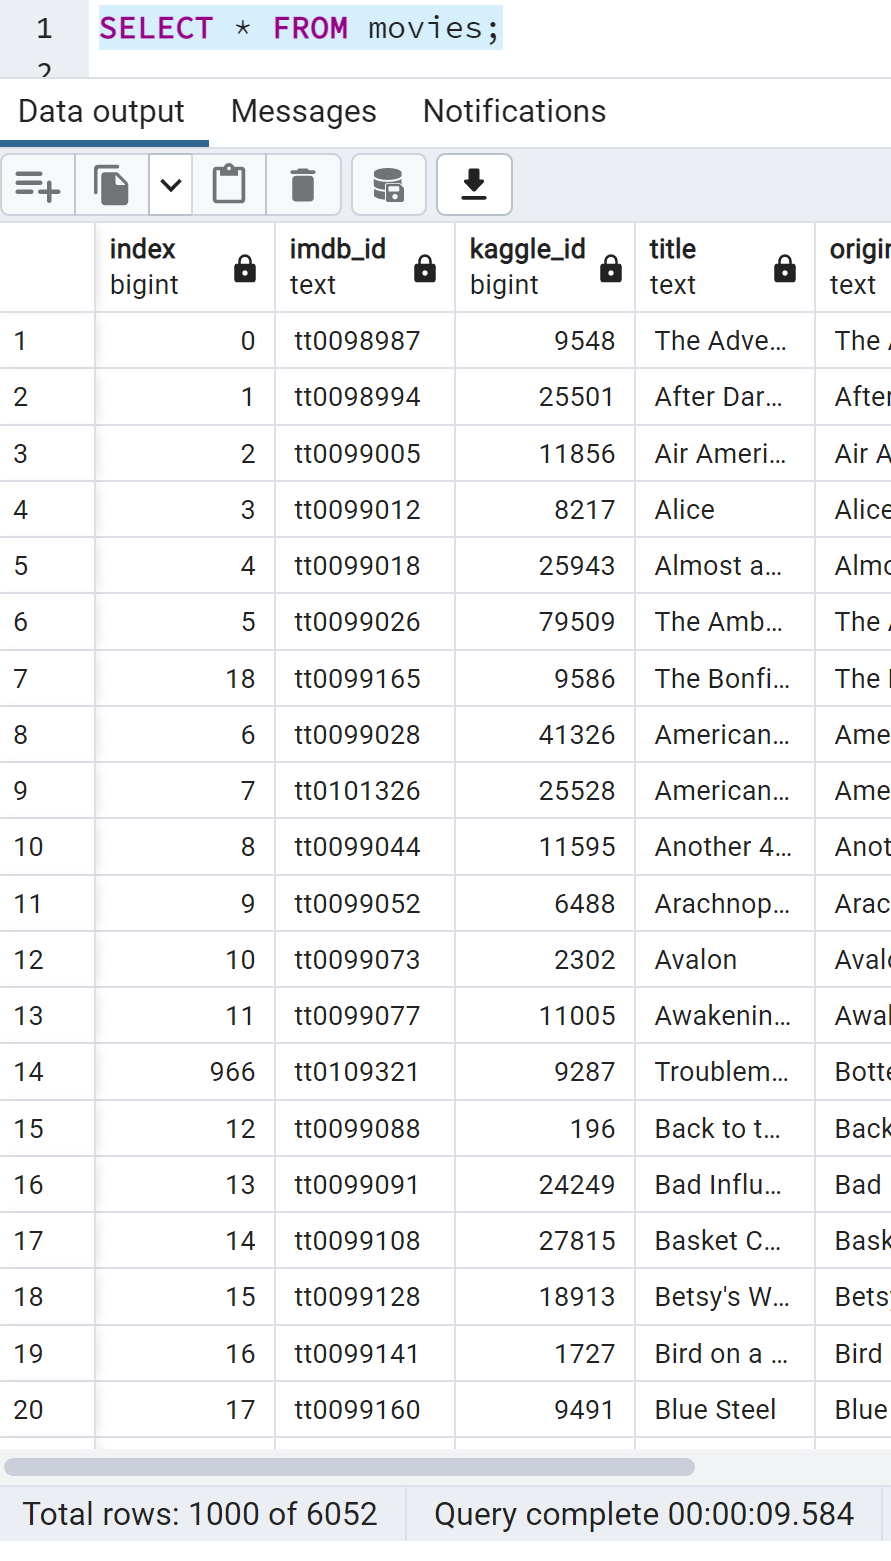 1 SELECT * FROM movies;
2
Data output Messages Notifications
index imdb_id kaggle_id title
bigint text bigint text text
1 0 tt0098987 9548 The Adve... The
2 1 tt0098994 25501 After Dar... After
3 2 tt0099005 11856 Air Ameri... Air A
4 3 tt0099012 8217 Alice Alice
5 4 tt0099018 25943 Almost a... Almo
6 5 tt0099026 79509 The Amb... The
7 18 tt0099165 9586 The Bonfi... The
8 6 tt0099028 41326 American... Ame
9 7 tt0101326 25528 American... Ame
10 8 tt0099044 11595 Another 4... Anot
11 9 tt0099052 6488 Arachnop... Arac
12 10 tt0099073 2302 Avalon Avalo
13 11 tt0099077 11005 Awakenin... Awa
14 966 tt0109321 9287 Troublem... Botte
15 12 tt0099088 196 Back to t... Back
16 13 tt0099091 24249 Bad Influ... Bad
17 14 tt0099108 27815 Basket C... Bask
18 15 tt0099128 18913 Betsy's W... Bets
19 16 tt0099141 1727 Bird on a ... Bird
20 17 tt0099160 9491 Blue Steel Blue
Total rows: 1000 of 6052 Query complete 00:00:09.584